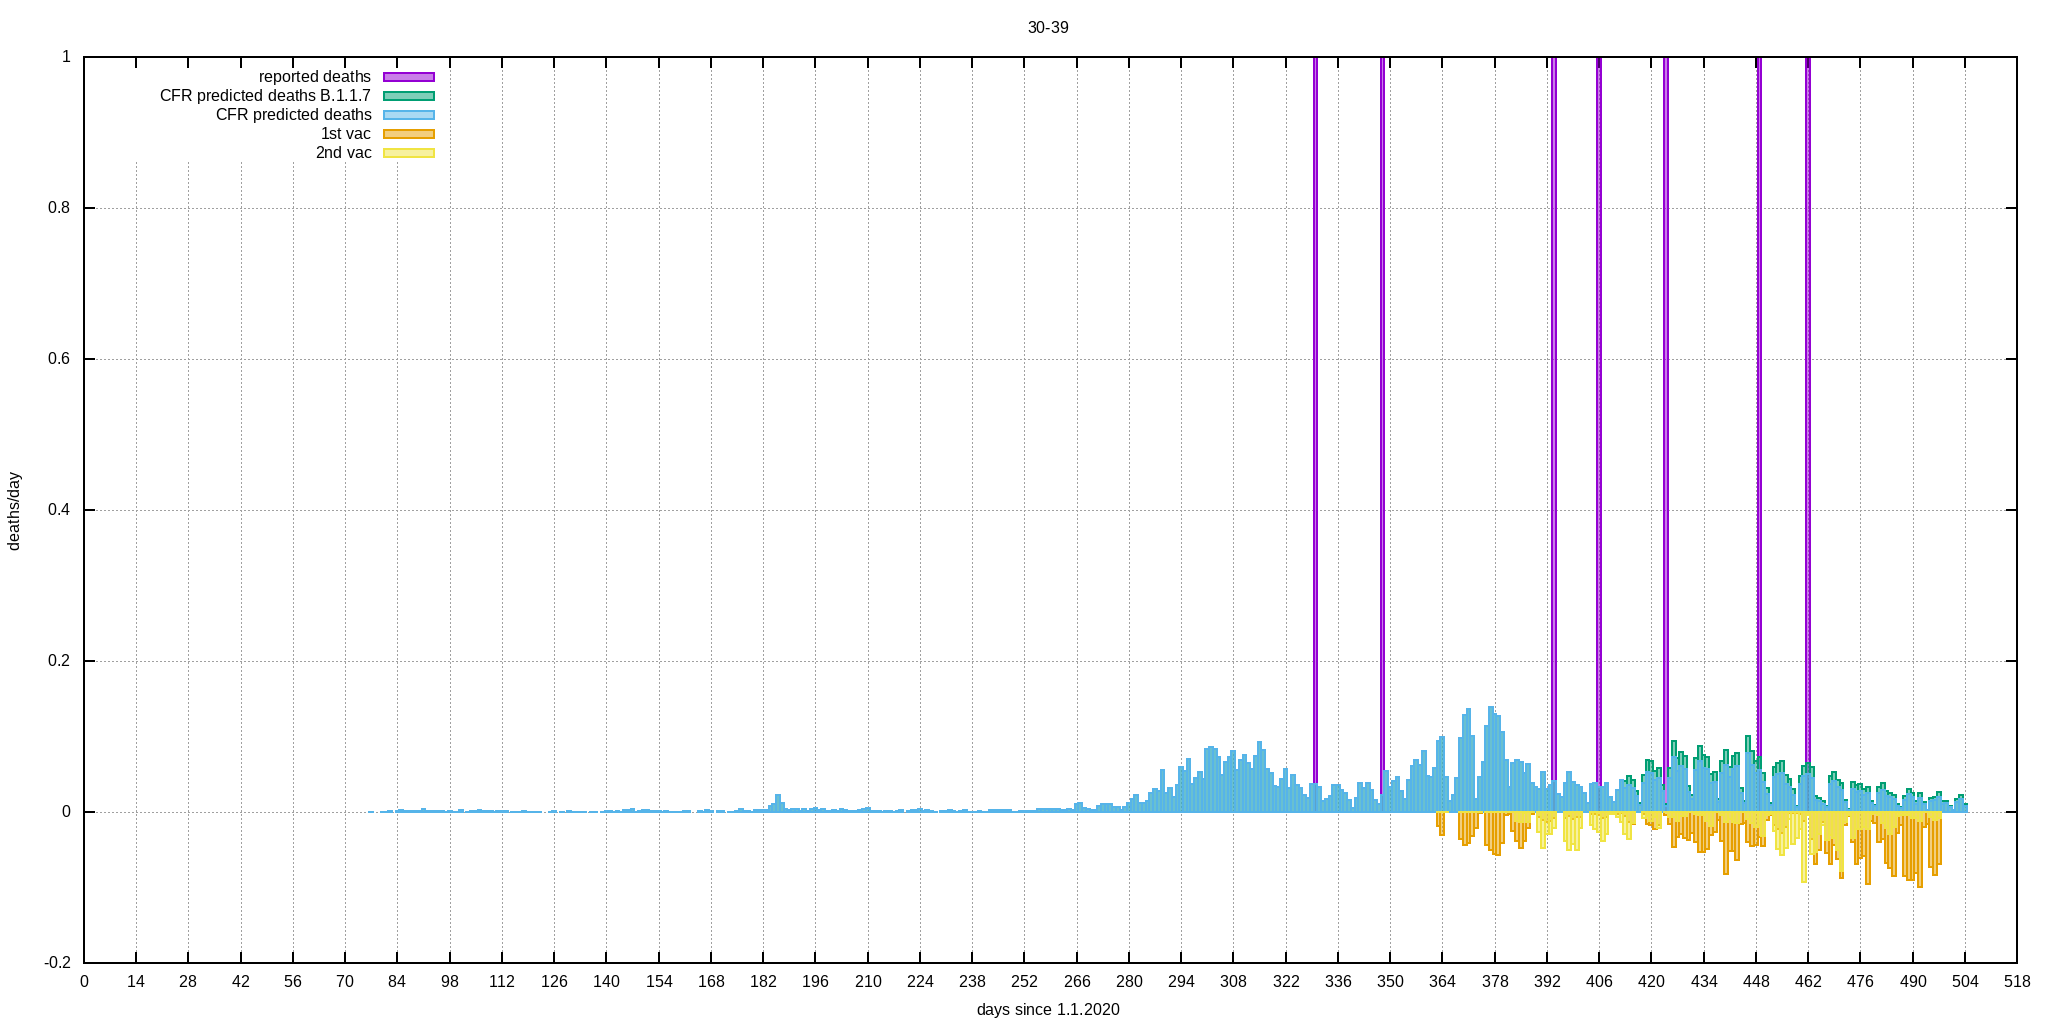 30-39
1
reported deaths
CFR predicted deaths B.1.1.7
CFR predicted deaths
1st vac
2nd vac
0.8
0.6
0.4
0.2
0
-0.2
deaths/day
0 14 28 42 56 70 84 98 112 126 140 154 168 182 196 210 224 238 252 266 280 294 308 322 336 350 364 378 392 406 420 434 448 462 476 490 504 518
days since 1.1.2020